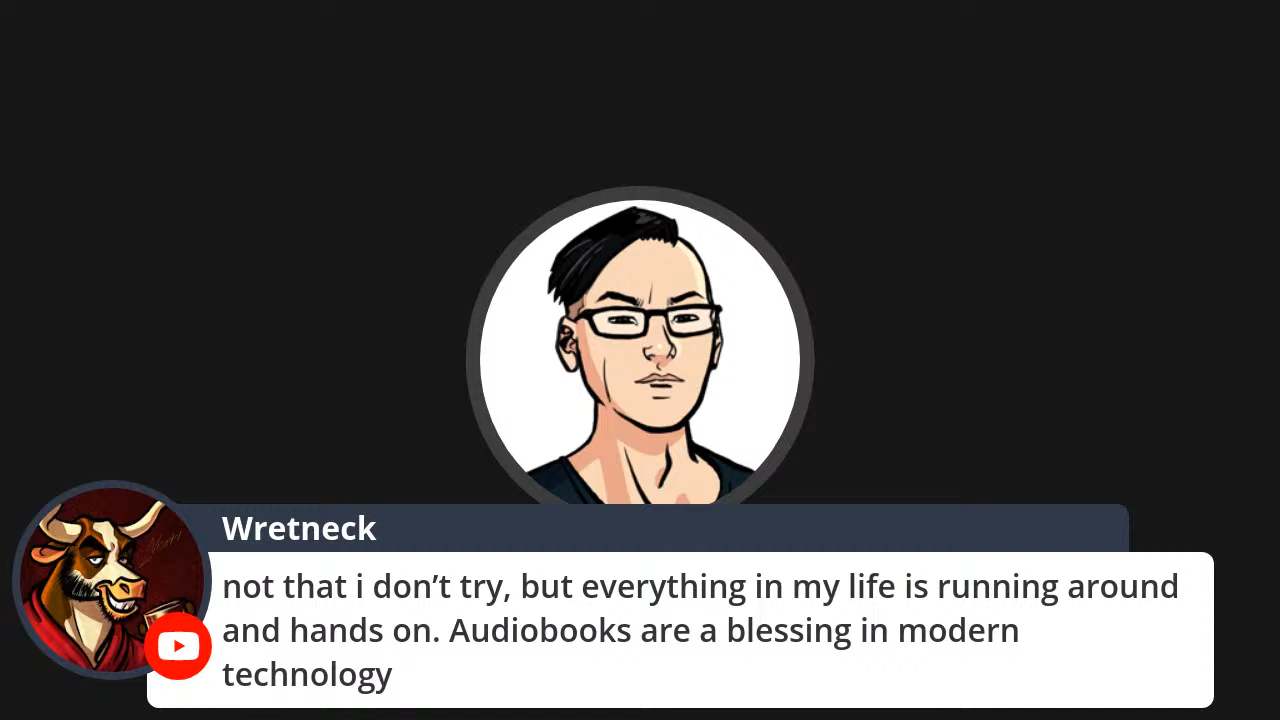 Wretneck
not that i don’t try, but everything in my life is running around
and hands on. Audiobooks are a blessing in modern
technology